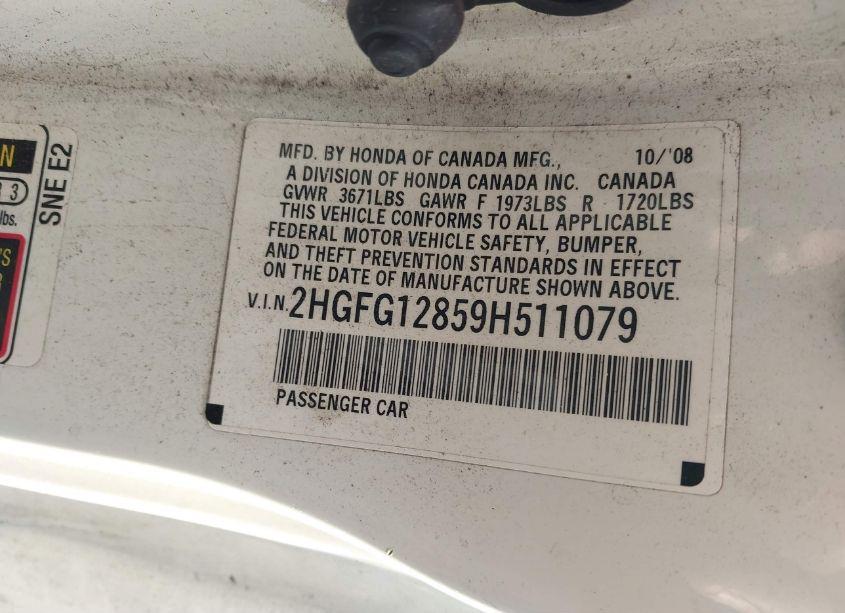 MFD. BY HONDA OF CANADA MFG., 10/'08
A DIVISION OF HONDA CANADA INC. CANADA
GVWR 3671LBS GAWR F 1973LBS R 1720LBS
THIS VEHICLE CONFORMS TO ALL APPLICABLE
FEDERAL MOTOR VEHICLE SAFETY, BUMPER,
AND THEFT PREVENTION STANDARDS IN EFFECT
ON THE DATE OF MANUFACTURE SHOWN ABOVE.
V.I.N. 2HGFG12859H511079
PASSENGER CAR
SNE E2
N
3
lbs.
'S